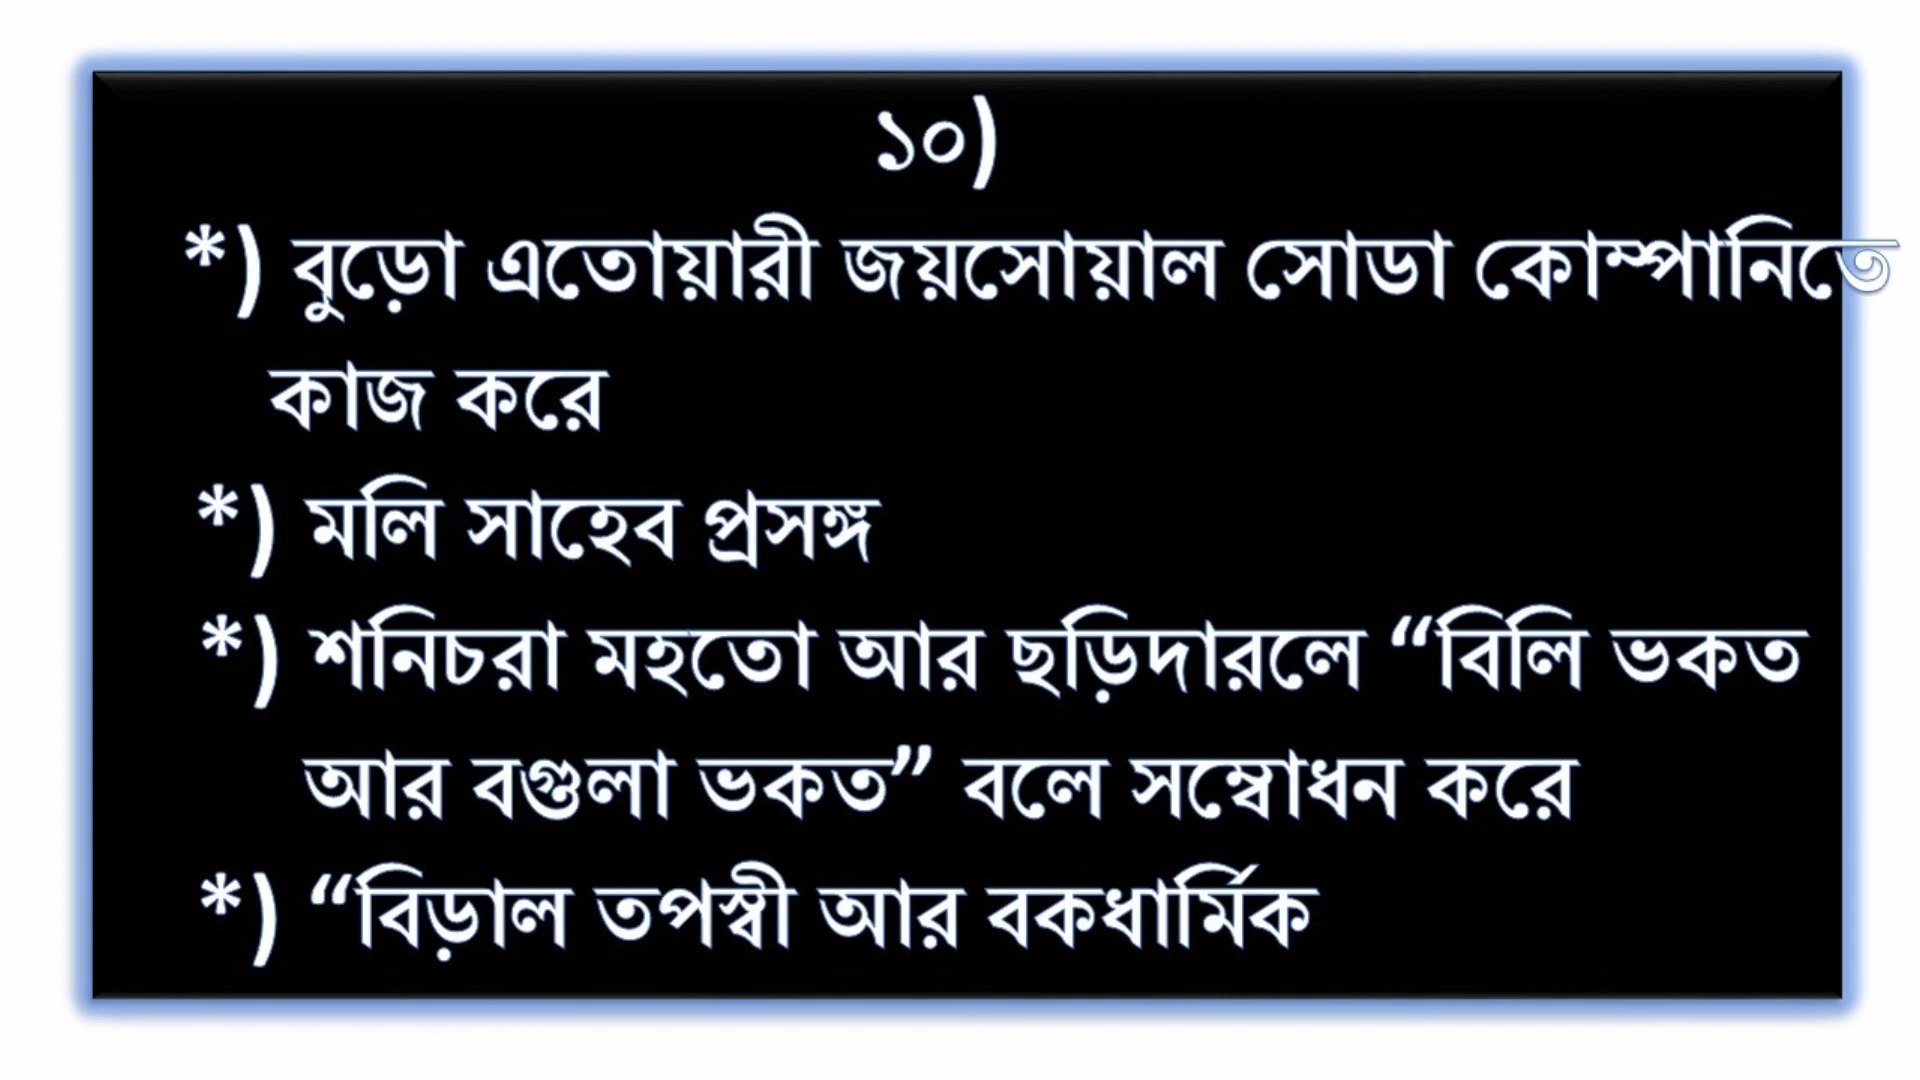 ১০)
*) বুড়ো এতোয়ারী জয়সোয়াল সোডা কোম্পানিতে
কাজ করে
*) মলি সাহেব প্রসঙ্গ
*) শনিচরা মহতো আর ছড়িদারলে “বিলি ভকত
আর বগুলা ভকত” বলে সম্বোধন করে
*) “বিড়াল তপস্বী আর বকধার্মিক